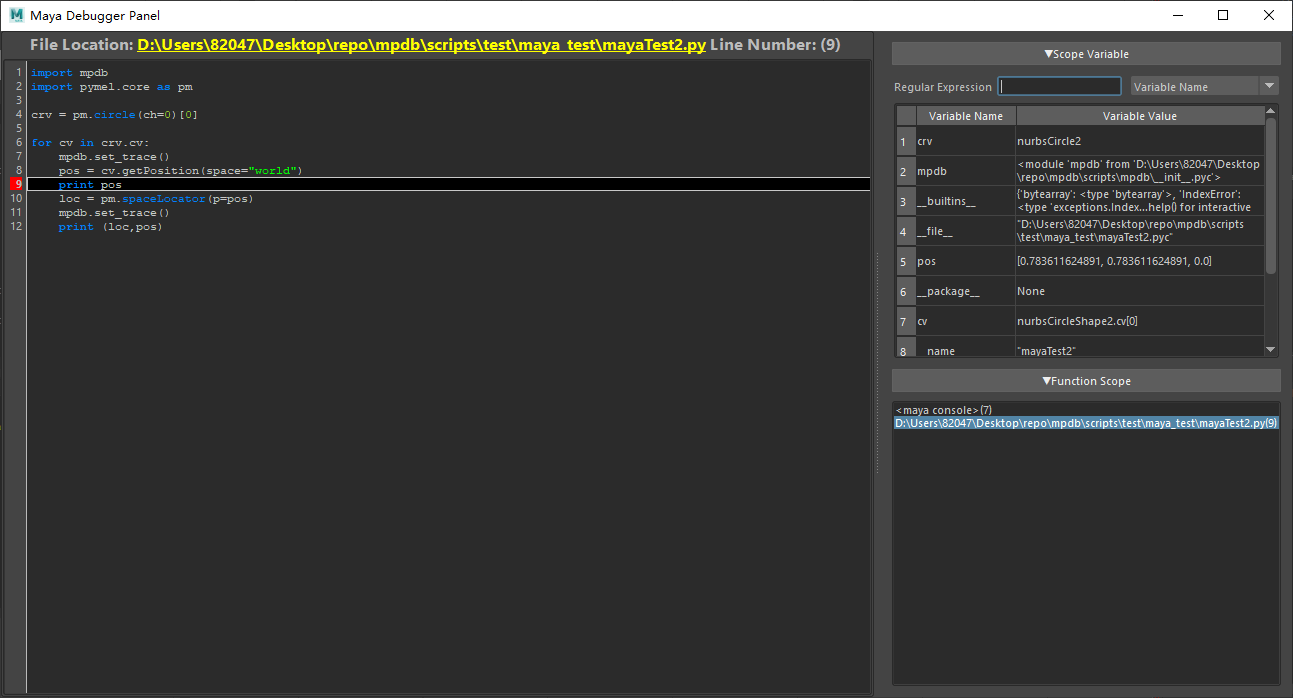 Maya Debugger Panel
File Location: D:\Users\82047\Desktop\repo\mpdb\scripts\test\maya_test\mayaTest2.py Line Number: (9)
1 import mpdb
2 import pymel.core as pm
3
4 crv = pm.circle(ch=0)[0]
5
6 for cv in crv.cv:
7     mpdb.set_trace()
8     pos = cv.getPosition(space="world")
9     print pos
10     loc = pm.spaceLocator(p=pos)
11     mpdb.set_trace()
12     print (loc,pos)
▼Scope Variable
Regular Expression Variable Name
Variable Name Variable Value
1 crv nurbsCircle2
2 mpdb <module 'mpdb' from 'D:\Users\82047\Desktop
\repo\mpdb\scripts\mpdb\__init__.pyc'>
3 __builtins__ {'bytearray': <type 'bytearray'>, 'IndexError':
<type 'exceptions.Index...help() for interactive
4 __file__ "D:\Users\82047\Desktop\repo\mpdb\scripts
\test\maya_test\mayaTest2.pyc"
5 pos [0.783611624891, 0.783611624891, 0.0]
6 __package__ None
7 cv nurbsCircleShape2.cv[0]
8 __name__ "mayaTest2"
▼Function Scope
<maya console>(7)
D:\Users\82047\Desktop\repo\mpdb\scripts\test\maya_test\mayaTest2.py(9)